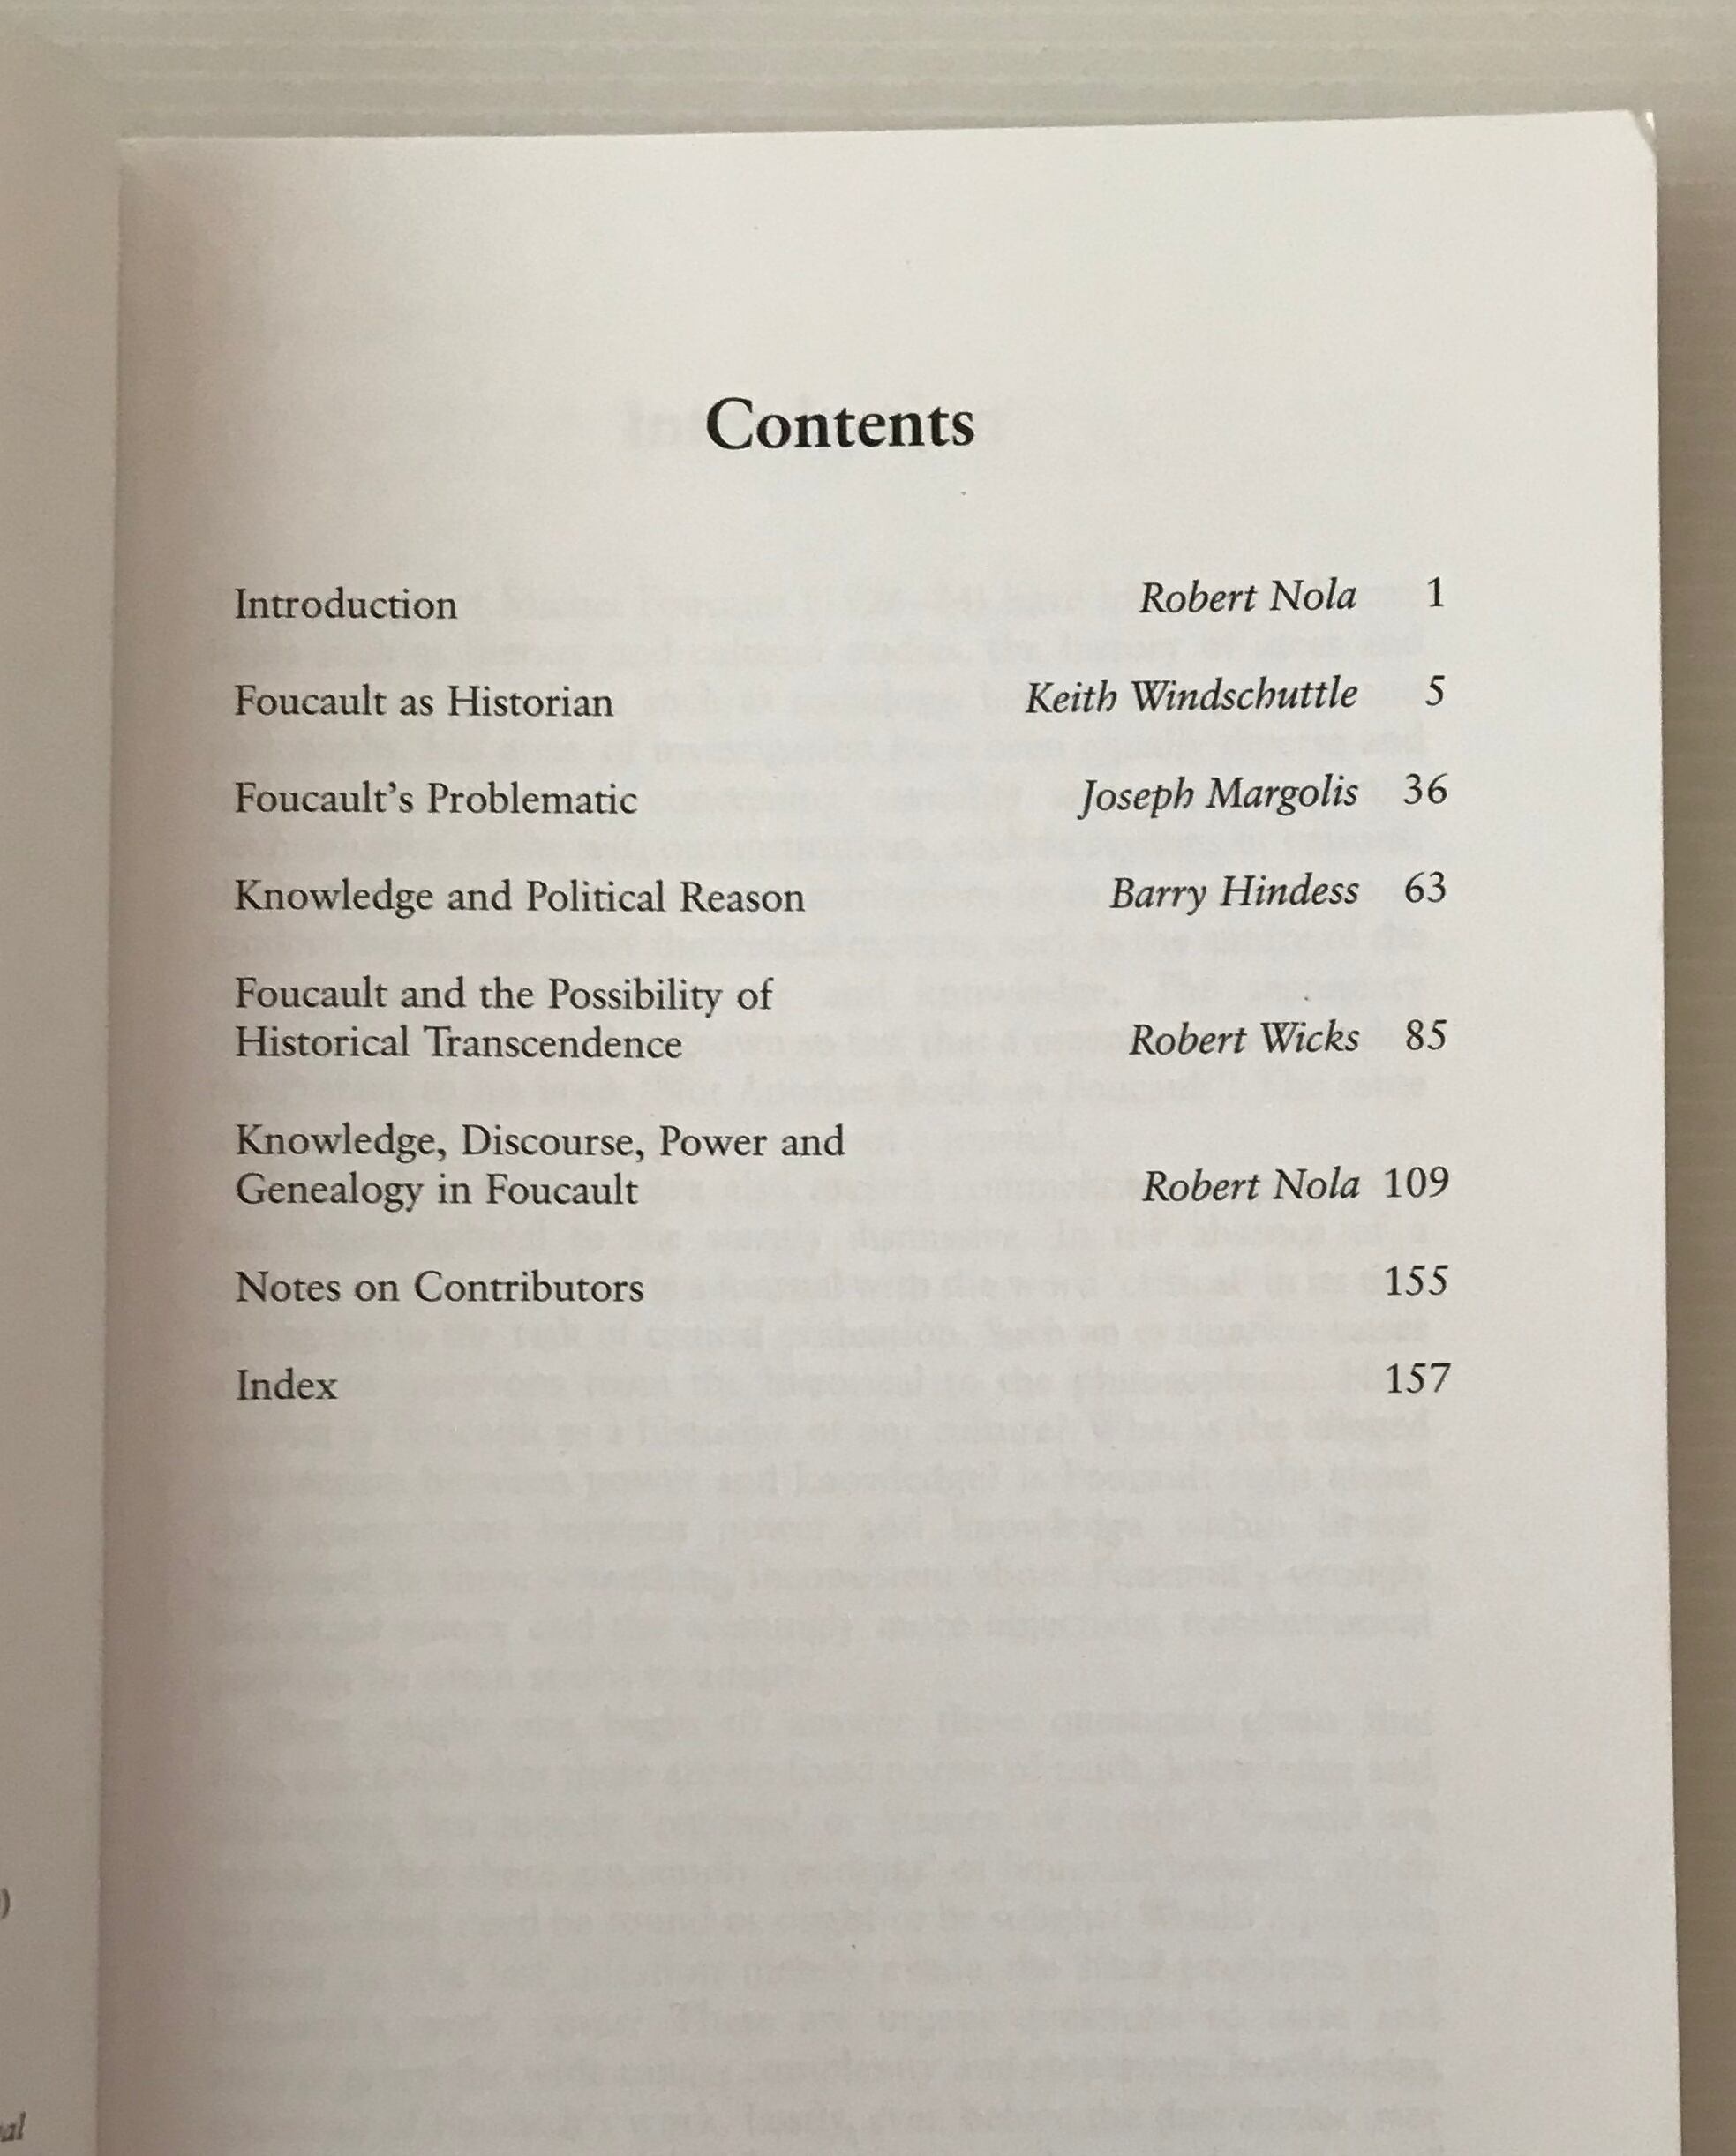 Contents
Introduction Robert Nola 1
Foucault as Historian Keith Windschuttle 5
Foucault's Problematic Joseph Margolis 36
Knowledge and Political Reason Barry Hindess 63
Foucault and the Possibility of
Historical Transcendence Robert Wicks 85
Knowledge, Discourse, Power and
Genealogy in Foucault Robert Nola 109
Notes on Contributors 155
Index 157